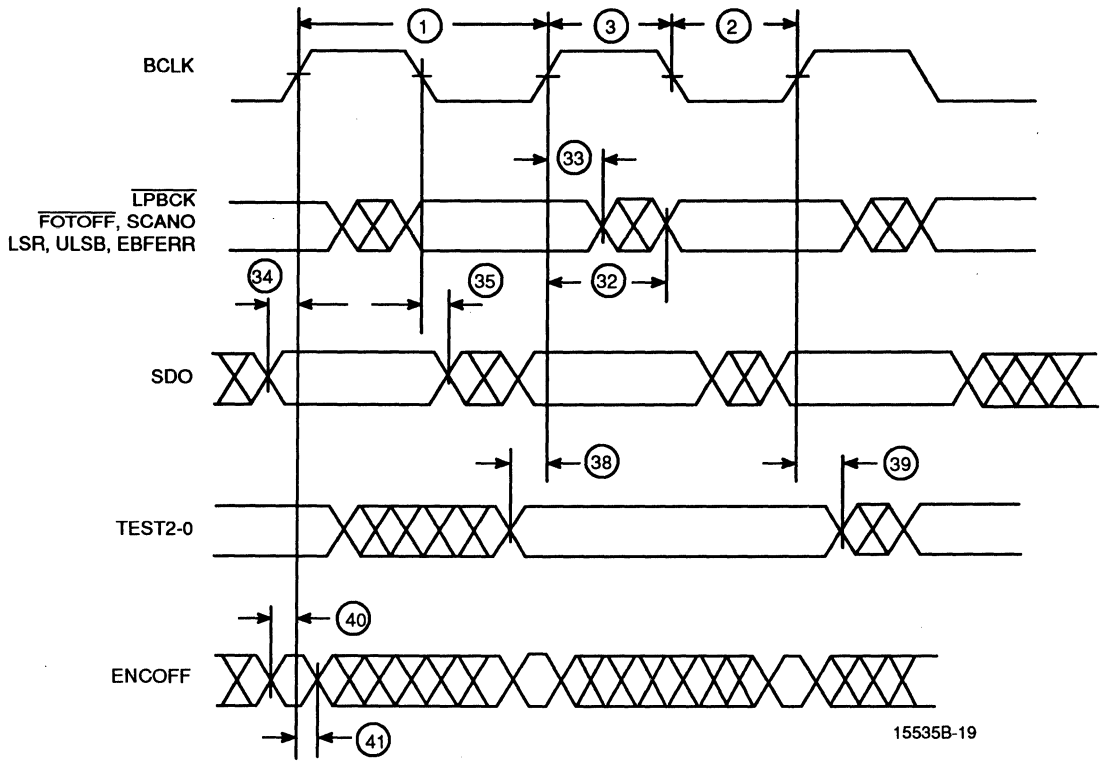 1
3
2
BCLK
33
LPBCK
FOTOFF, SCANO
LSR, ULSB, EBFERR
34
35
32
SDO
38
39
TEST2-0
40
ENCOFF
41
15535B-19